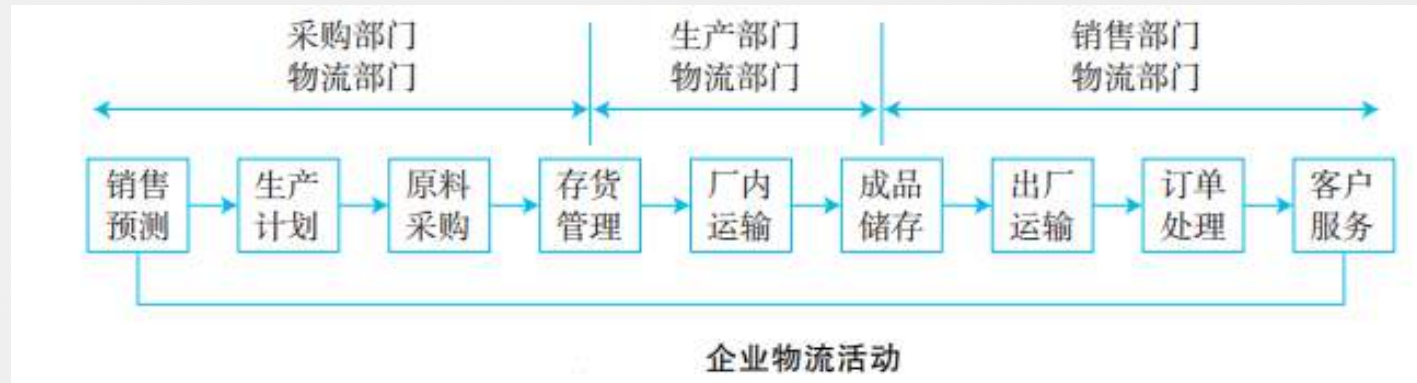 采购部门
物流部门
生产部门
物流部门
销售部门
物流部门
销售
预测
生产
计划
原料
采购
存货
管理
厂内
运输
成品
储存
出厂
运输
订单
处理
客户
服务
企业物流活动